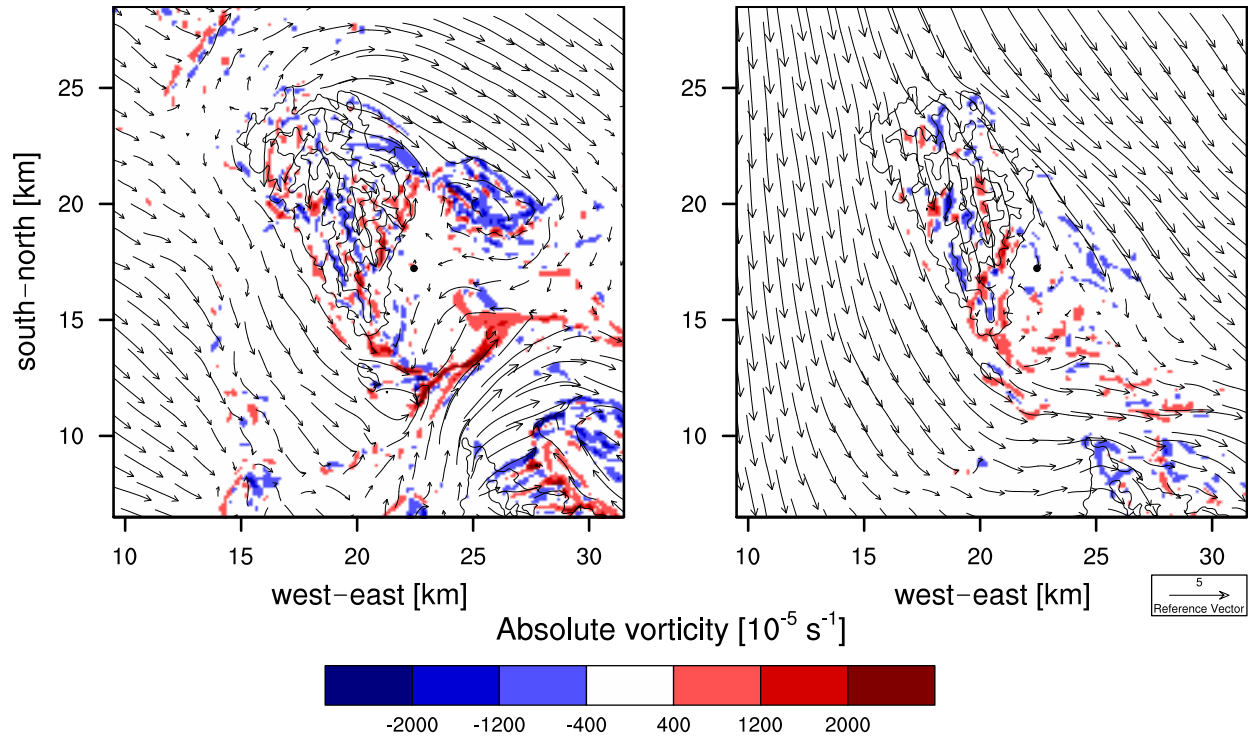 25
20
15
10
south−north [km]
10 15 20 25 30
west−east [km]
25
20
15
10
10 15 20 25 30
west−east [km]
5
Reference Vector
Absolute vorticity [10⁻⁵ s⁻¹]
-2000 -1200 -400 400 1200 2000